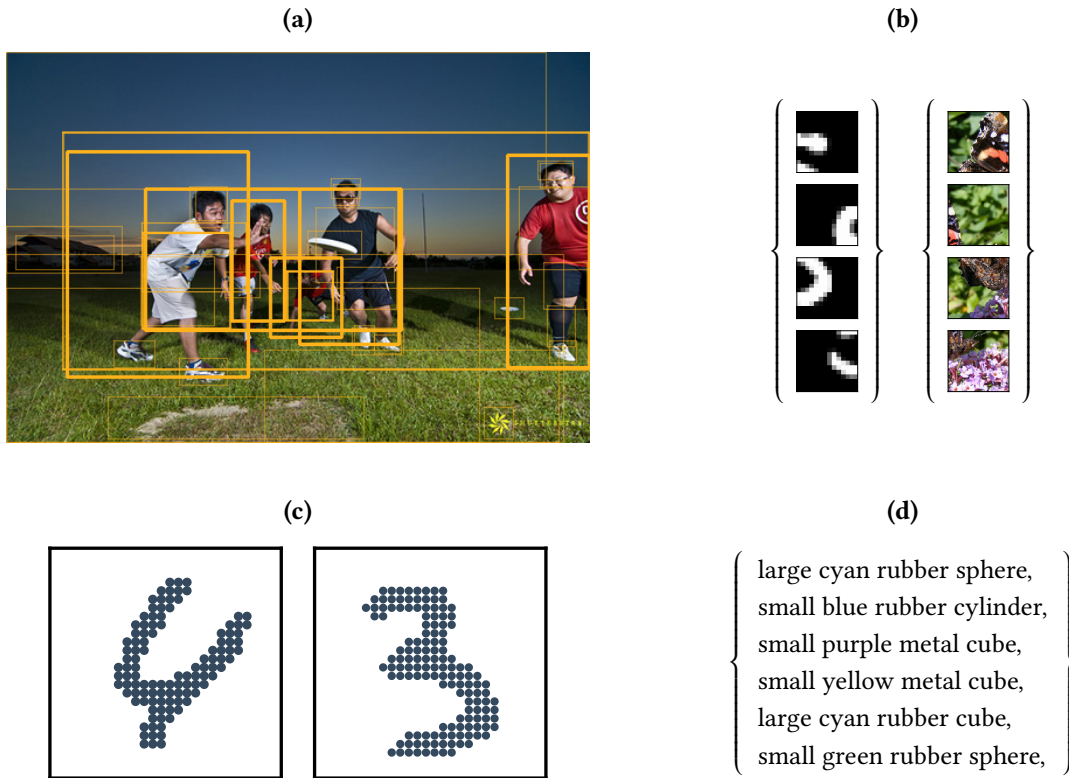 (a)
(b)
(c)
(d)
large cyan rubber sphere,
small blue rubber cylinder,
small purple metal cube,
small yellow metal cube,
large cyan rubber cube,
small green rubber sphere,